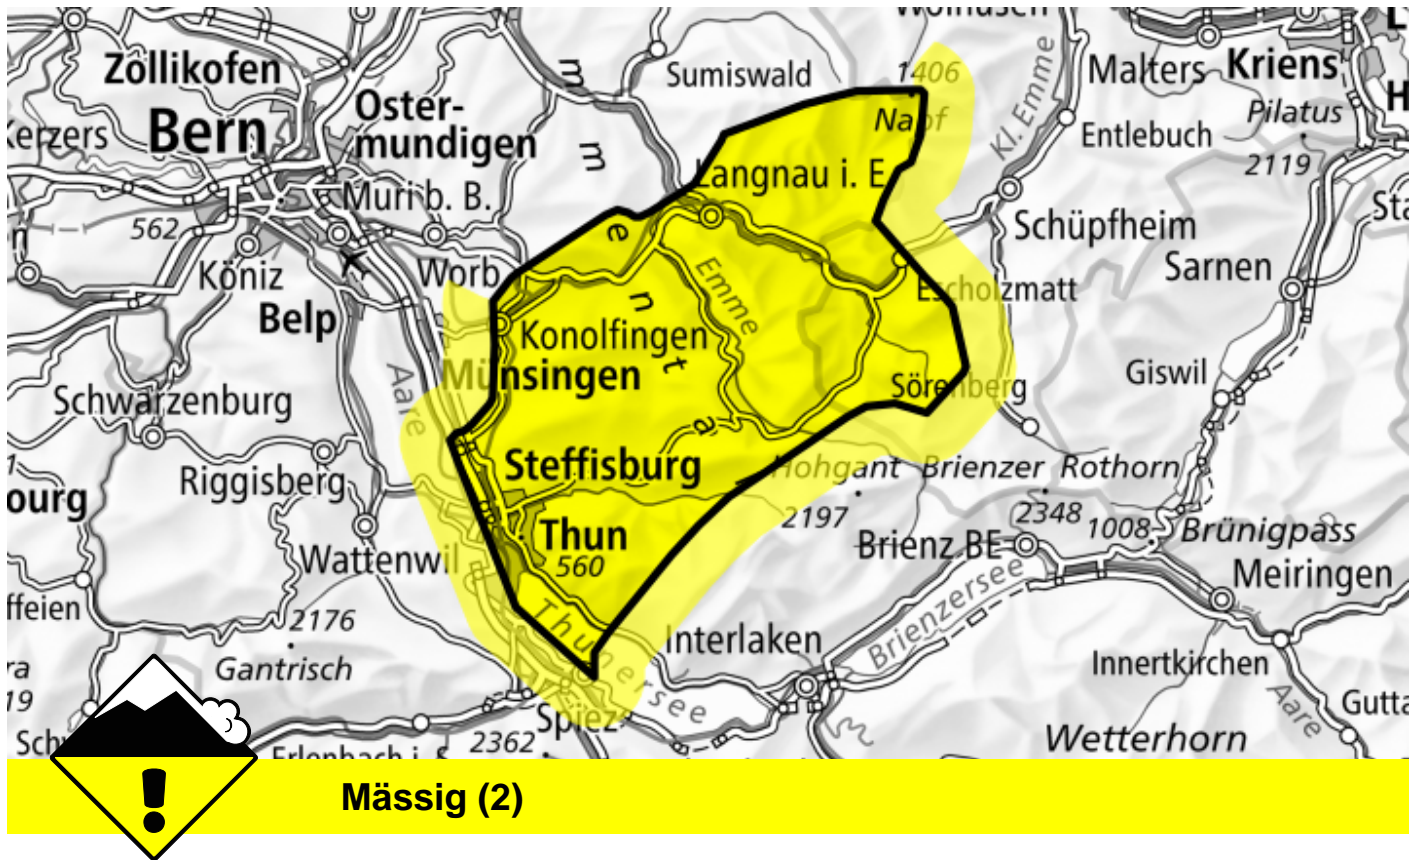 Zollikofen
Sumiswald
1406
Malters
Kriens
Kerzers
Bern
Oster-
mundigen
Napf
Kl. Emme
Entlebuch
Pilatus
2119
Muri b. B.
Langnau i. E.
562
Köniz
Worb
Schüpfheim
Sarnen
Belp
Emme
Escholzmatt
Konolfingen
Münsingen
Aare
Sörenberg
Giswil
Schwarzenburg
Emmental
Steffisburg
Hohgant
Brienzer Rothorn
Riggisberg
2197
2348
1008
Brünigpass
Thun
560
Wattenwil
Brienz BE
Meiringen
2176
Gantrisch
Thunersee
Interlaken
Brienzersee
Innertkirchen
Aare
Spiez
2362
Wetterhorn
Mässig (2)